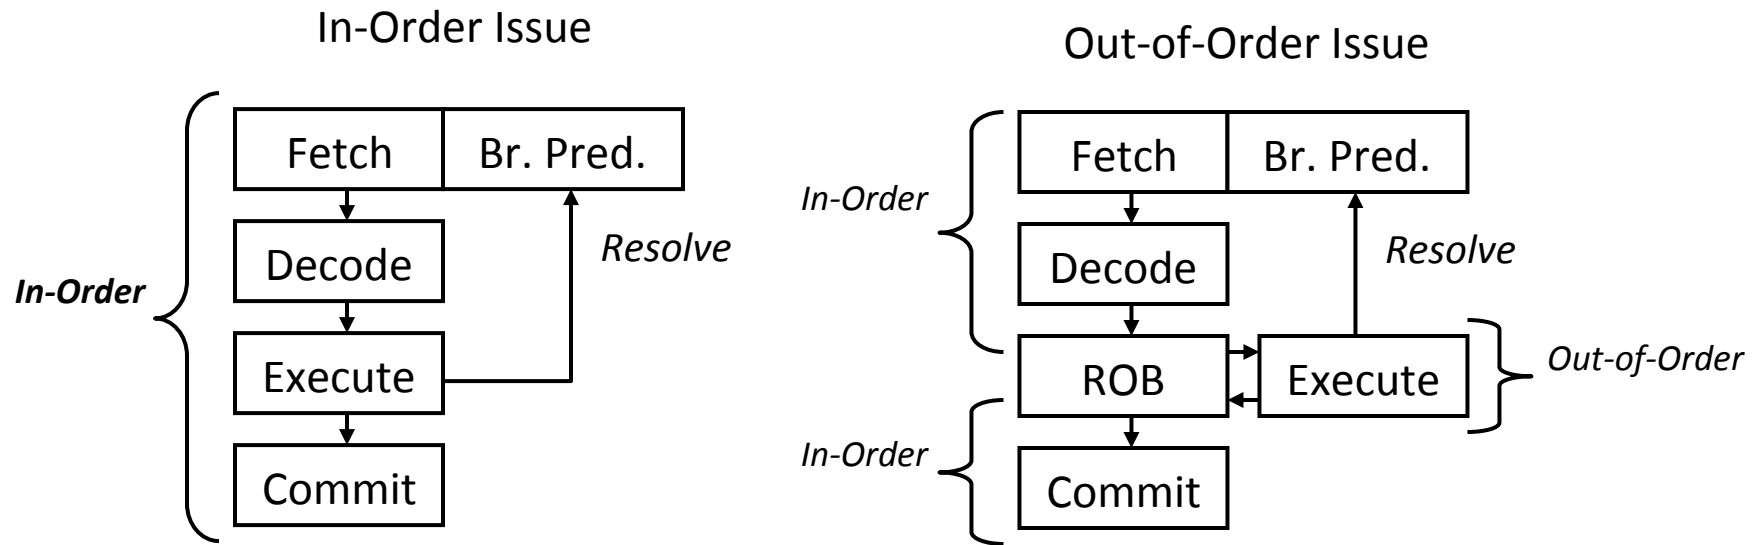 In-Order Issue
Fetch
Br. Pred.
Decode
Resolve
In-Order
Execute
Commit
Out-of-Order Issue
Fetch
Br. Pred.
In-Order
Decode
Resolve
ROB
Execute
Out-of-Order
In-Order
Commit